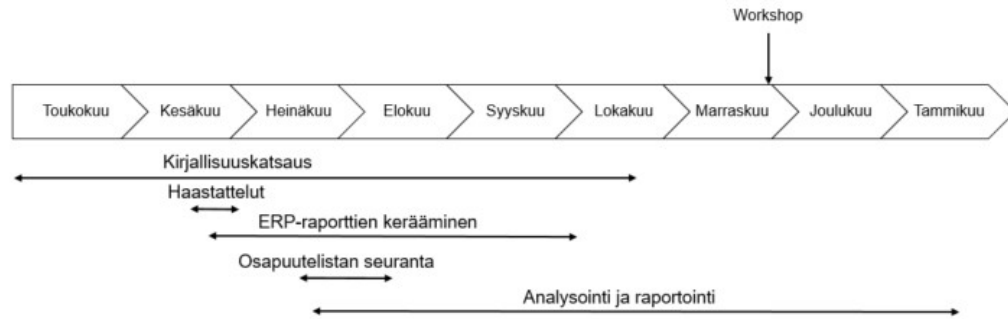 Workshop
Toukokuu Kesäkuu Heinäkuu Elokuu Syyskuu Lokakuu Marraskuu Joulukuu Tammikuu
Kirjallisuuskatsaus
Haastattelut
ERP-raporttien kerääminen
Osapuutelistan seuranta
Analysointi ja raportointi